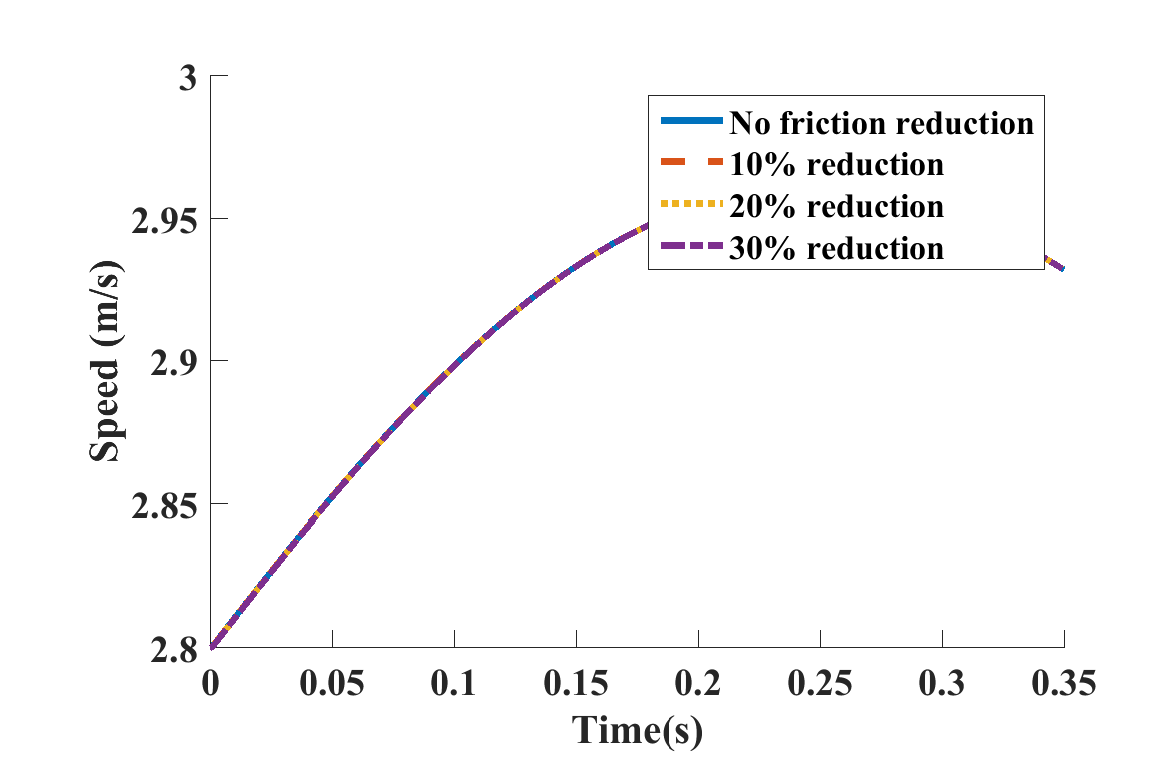 3
2.95
2.9
2.85
2.8
Speed (m/s)
No friction reduction
10% reduction
20% reduction
30% reduction
0 0.05 0.1 0.15 0.2 0.25 0.3 0.35
Time(s)